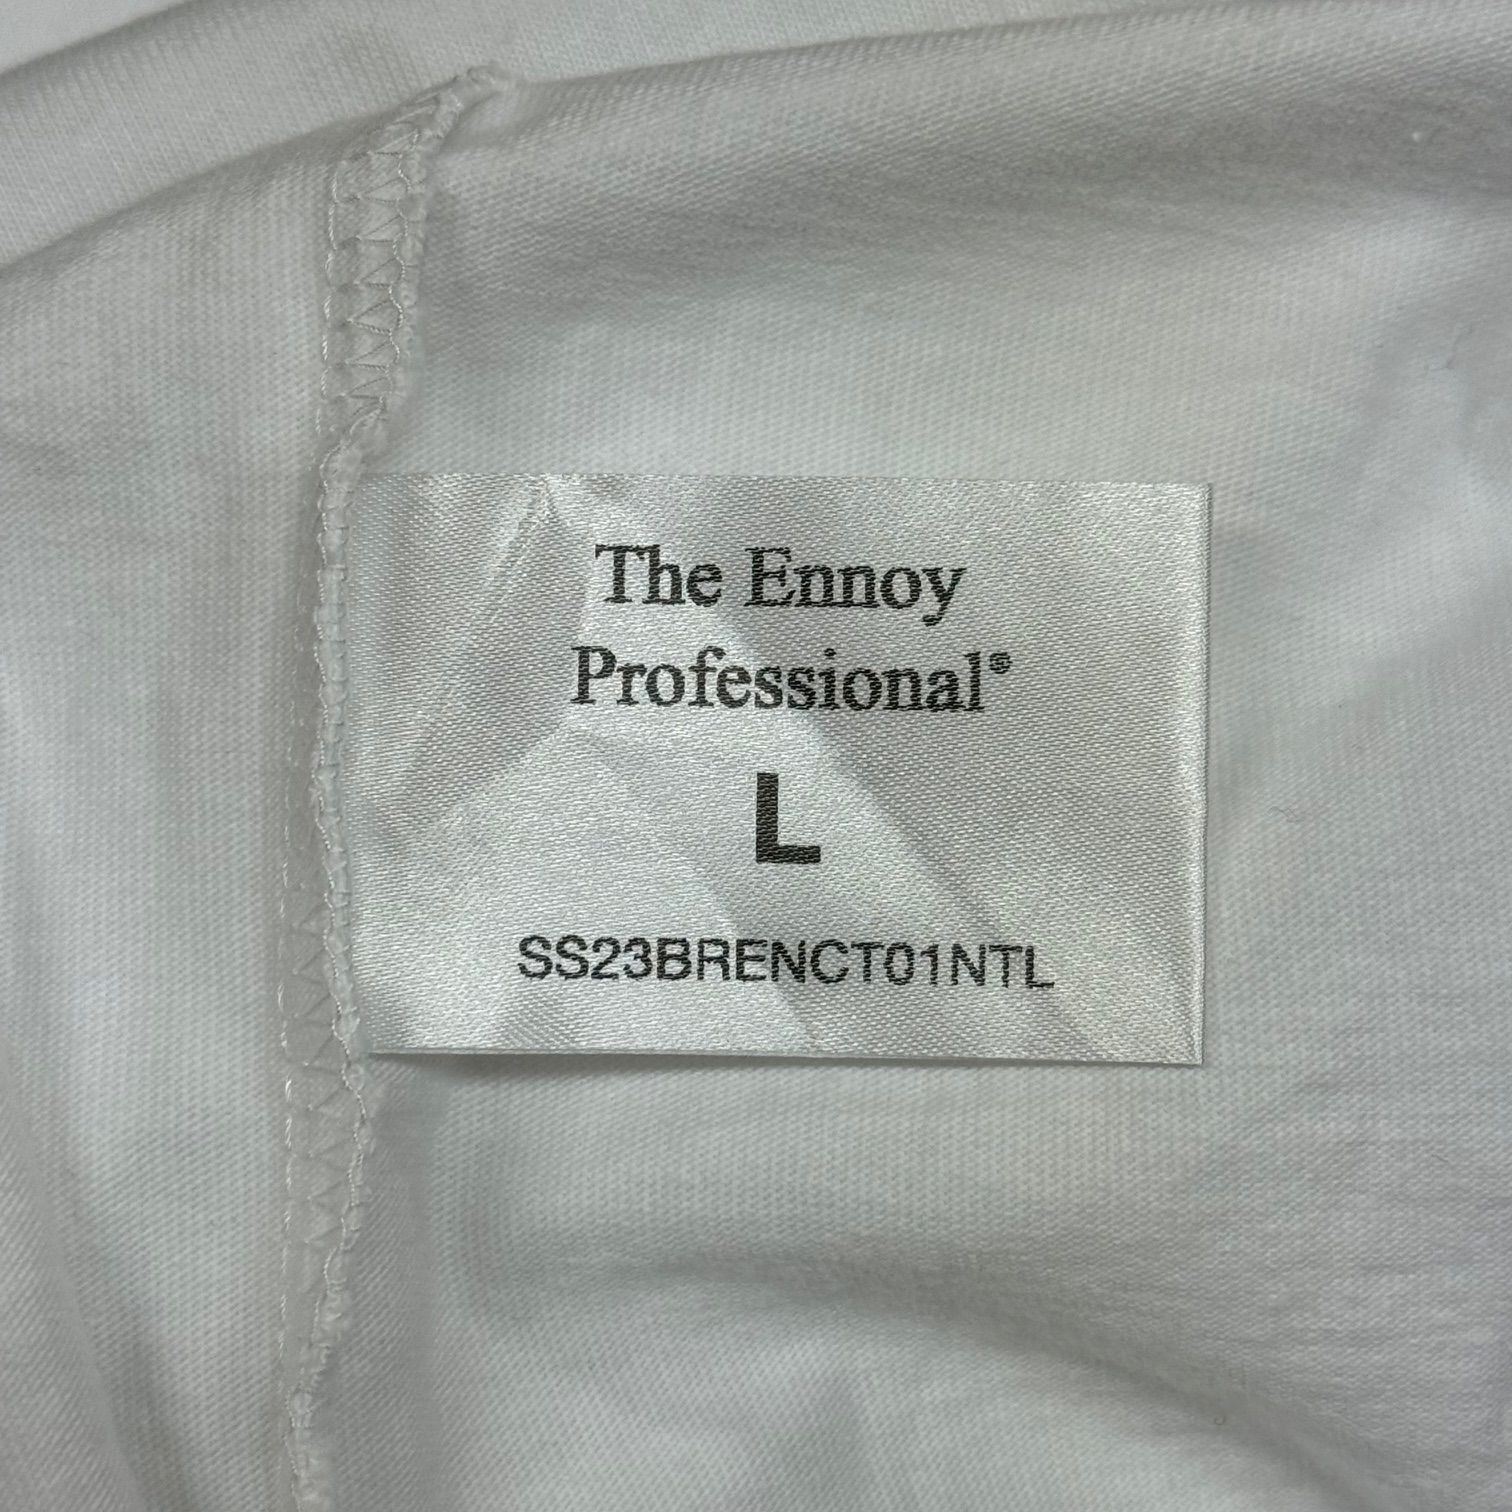 The Ennoy
Professional®
L
SS23BRENCT01NTL